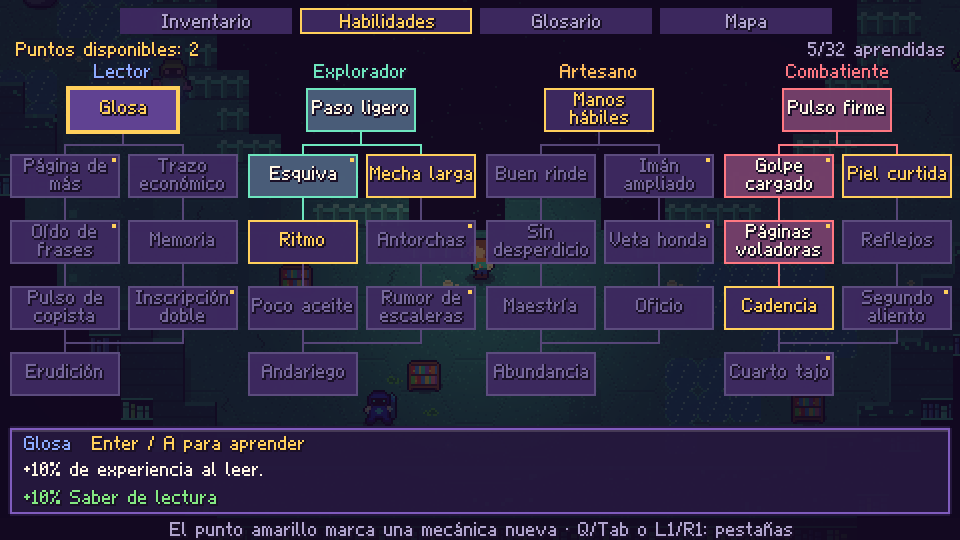 Inventario
Habilidades
Glosario
Mapa
Puntos disponibles: 2
5/32 aprendidas
Lector
Explorador
Artesano
Combatiente
Glosa
Paso ligero
Manos
hábiles
Pulso firme
Página de
más
Trazo
económico
Esquiva
Mecha larga
Buen rinde
Imán
ampliado
Golpe
cargado
Piel curtida
Oído de
frases
Memoria
Ritmo
Antorchas
Sin
desperdicio
Veta honda
Páginas
voladoras
Reflejos
Pulso de
copista
Inscripción
doble
Poco aceite
Rumor de
escaleras
Maestría
Oficio
Cadencia
Segundo
aliento
Erudición
Andariego
Abundancia
Cuarto tajo
Glosa Enter / A para aprender
+10% de experiencia al leer.
+10% Saber de lectura
El punto amarillo marca una mecánica nueva · Q/Tab o L1/R1: pestañas